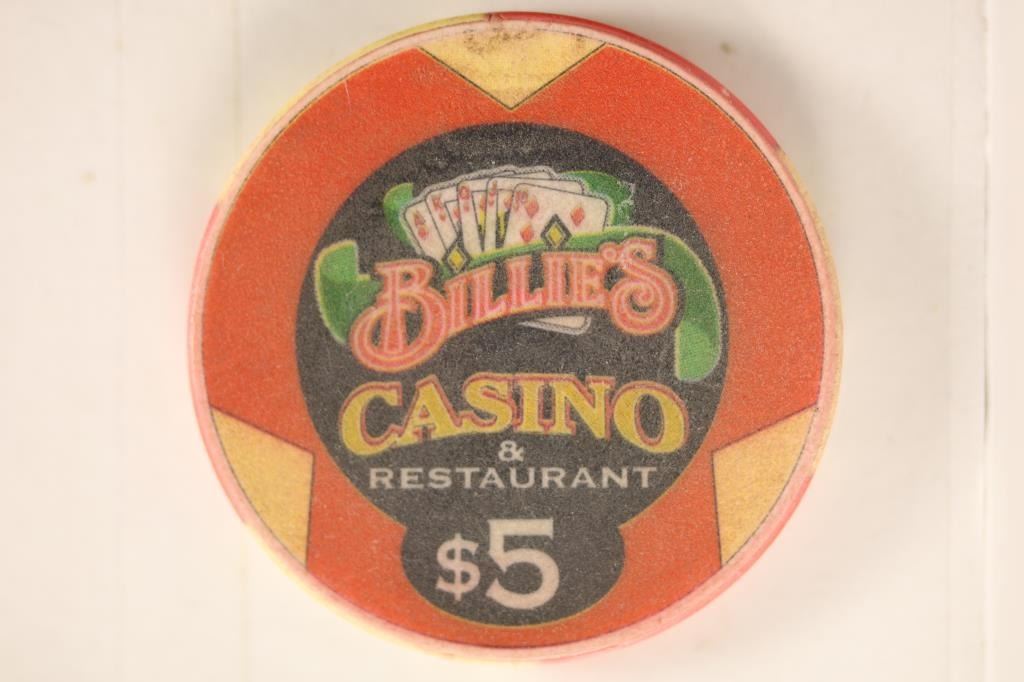 BILLIE'S
CASINO
&
RESTAURANT
$5